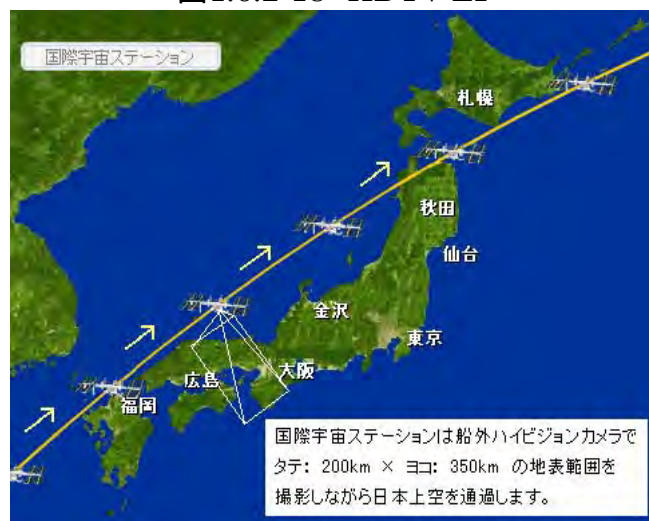 国際宇宙ステーション
札幌
秋田
仙台
金沢
東京
大阪
広島
福岡
国際宇宙ステーションは船外ハイビジョンカメラで
タテ: 200km × ヨコ: 350km の地表範囲を
撮影しながら日本上空を通過します。